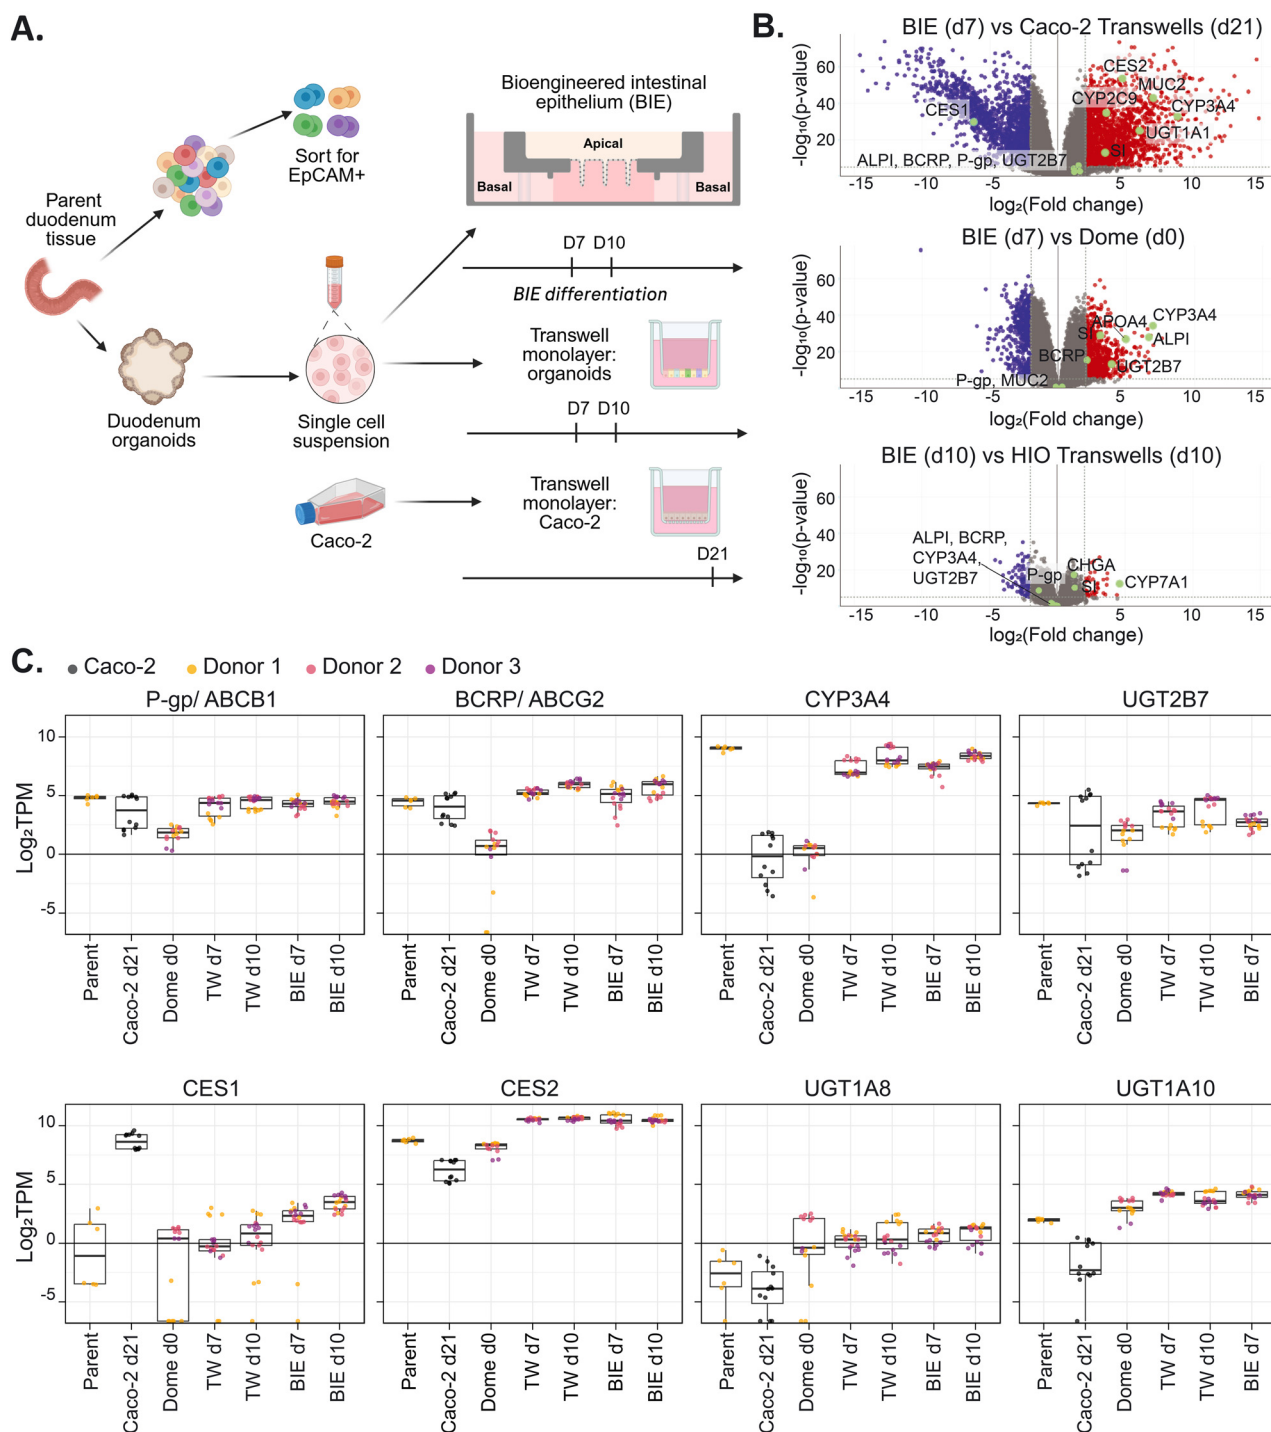 A.
Parent
duodenum
tissue
Sort for
EpCAM+
Duodenum
organoids
Single cell
suspension
Caco-2
Bioengineered intestinal
epithelium (BIE)
Apical
Basal
Basal
D7 D10
BIE differentiation
Transwell
monolayer:
organoids
D7 D10
Transwell
monolayer:
Caco-2
D21
B.
BIE (d7) vs Caco-2 Transwells (d21)
-log₁₀(p-value)
60
40
20
CES2
MUC2
CYP2C9
CYP3A4
CES1
UGT1A1
SI
ALPI, BCRP, P-gp, UGT2B7
-15 -10 -5 5 10 15
log₂(Fold change)
BIE (d7) vs Dome (d0)
-log₁₀(p-value)
60
40
20
APOA4
CYP3A4
SI
ALPI
BCRP
UGT2B7
P-gp, MUC2
-15 -10 -5 5 10 15
log₂(Fold change)
BIE (d10) vs HIO Transwells (d10)
-log₁₀(p-value)
60
40
20
ALPI, BCRP,
CYP3A4,
UGT2B7
P-gp
CHGA
SI
CYP7A1
-15 -10 -5 5 10 15
log₂(Fold change)
C.
Caco-2 Donor 1 Donor 2 Donor 3
P-gp/ ABCB1
BCRP/ ABCG2
CYP3A4
UGT2B7
Log₂TPM
10
5
0
-5
Parent
Caco-2 d21
Dome d0
TW d7
TW d10
BIE d7
BIE d10
Parent
Caco-2 d21
Dome d0
TW d7
TW d10
BIE d7
BIE d10
Parent
Caco-2 d21
Dome d0
TW d7
TW d10
BIE d7
BIE d10
Parent
Caco-2 d21
Dome d0
TW d7
TW d10
BIE d7
CES1
CES2
UGT1A8
UGT1A10
Log₂TPM
10
5
0
-5
Parent
Caco-2 d21
Dome d0
TW d7
TW d10
BIE d7
BIE d10
Parent
Caco-2 d21
Dome d0
TW d7
TW d10
BIE d7
BIE d10
Parent
Caco-2 d21
Dome d0
TW d7
TW d10
BIE d7
BIE d10
Parent
Caco-2 d21
Dome d0
TW d7
TW d10
BIE d7